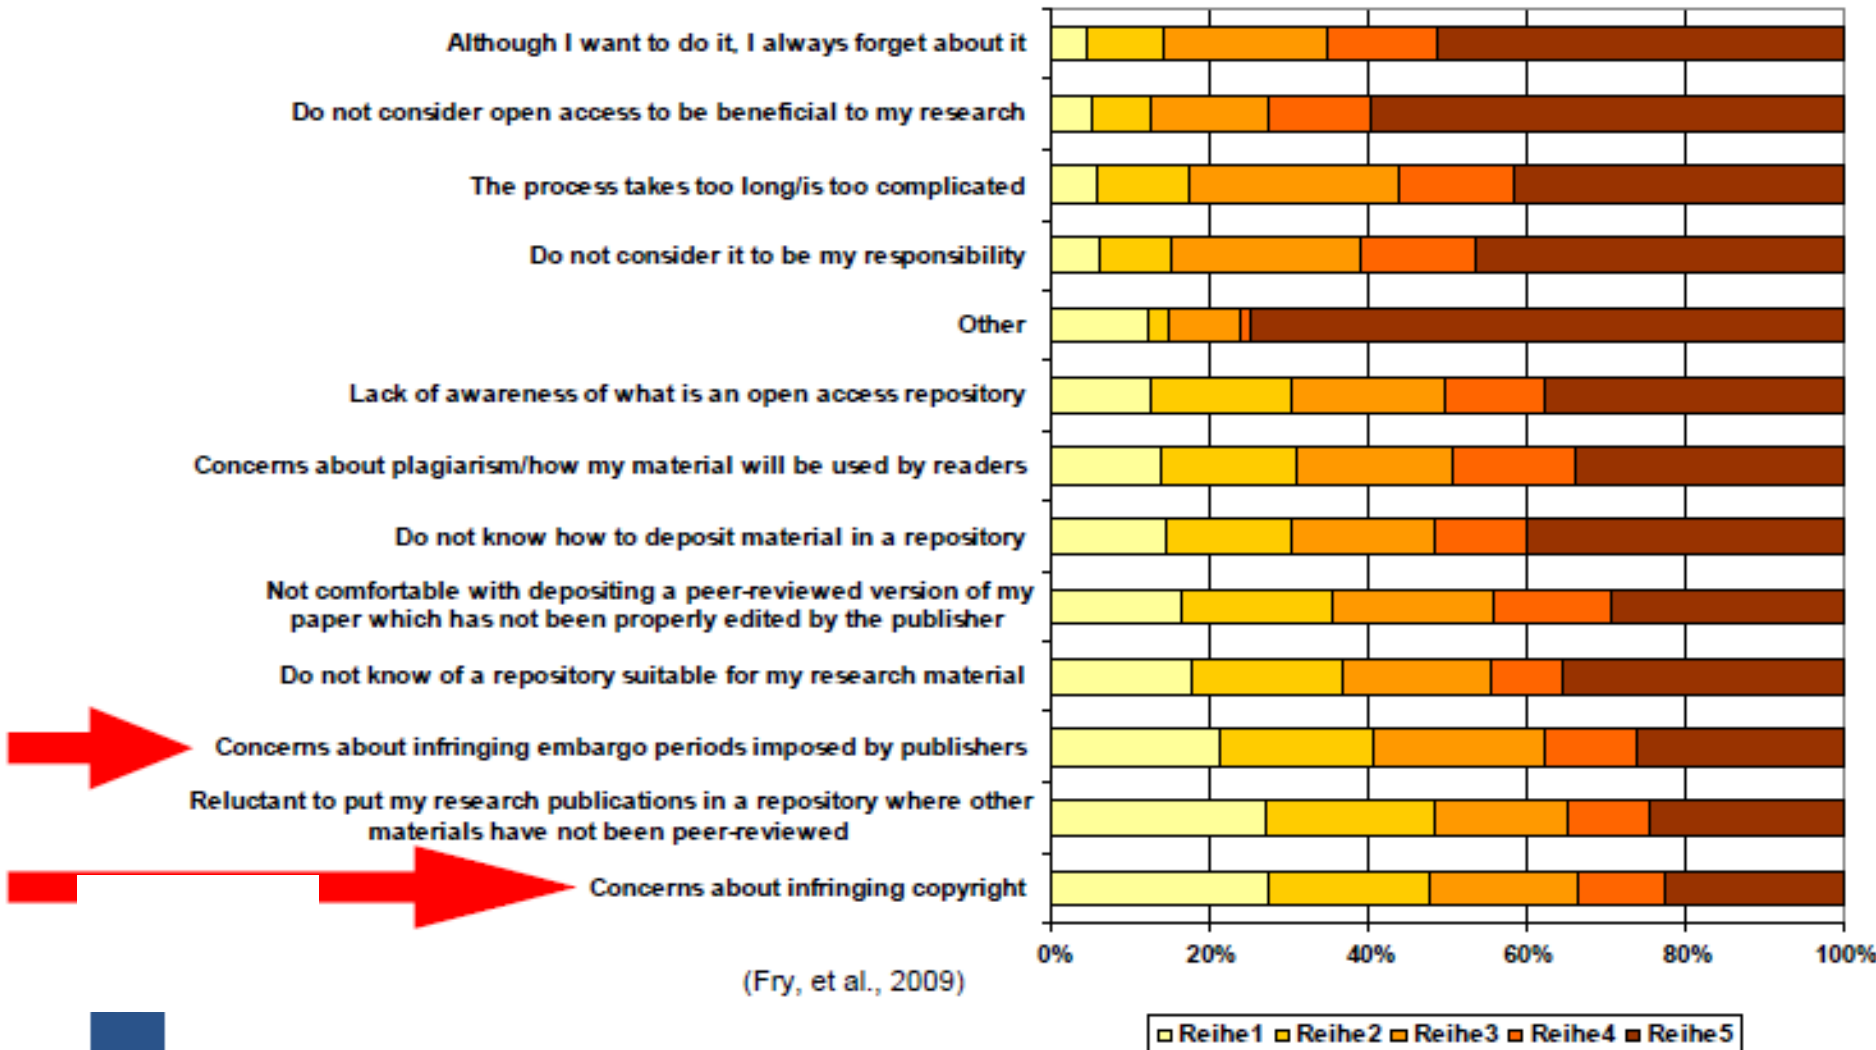 Although I want to do it, I always forget about it
Do not consider open access to be beneficial to my research
The process takes too long/is too complicated
Do not consider it to be my responsibility
Other
Lack of awareness of what is an open access repository
Concerns about plagiarism/how my material will be used by readers
Do not know how to deposit material in a repository
Not comfortable with depositing a peer-reviewed version of my
paper which has not been properly edited by the publisher
Do not know of a repository suitable for my research material
Concerns about infringing embargo periods imposed by publishers
Reluctant to put my research publications in a repository where other
materials have not been peer-reviewed
Concerns about infringing copyright
0% 20% 40% 60% 80% 100%
(Fry, et al., 2009)
Reihe1 Reihe2 Reihe3 Reihe4 Reihe5